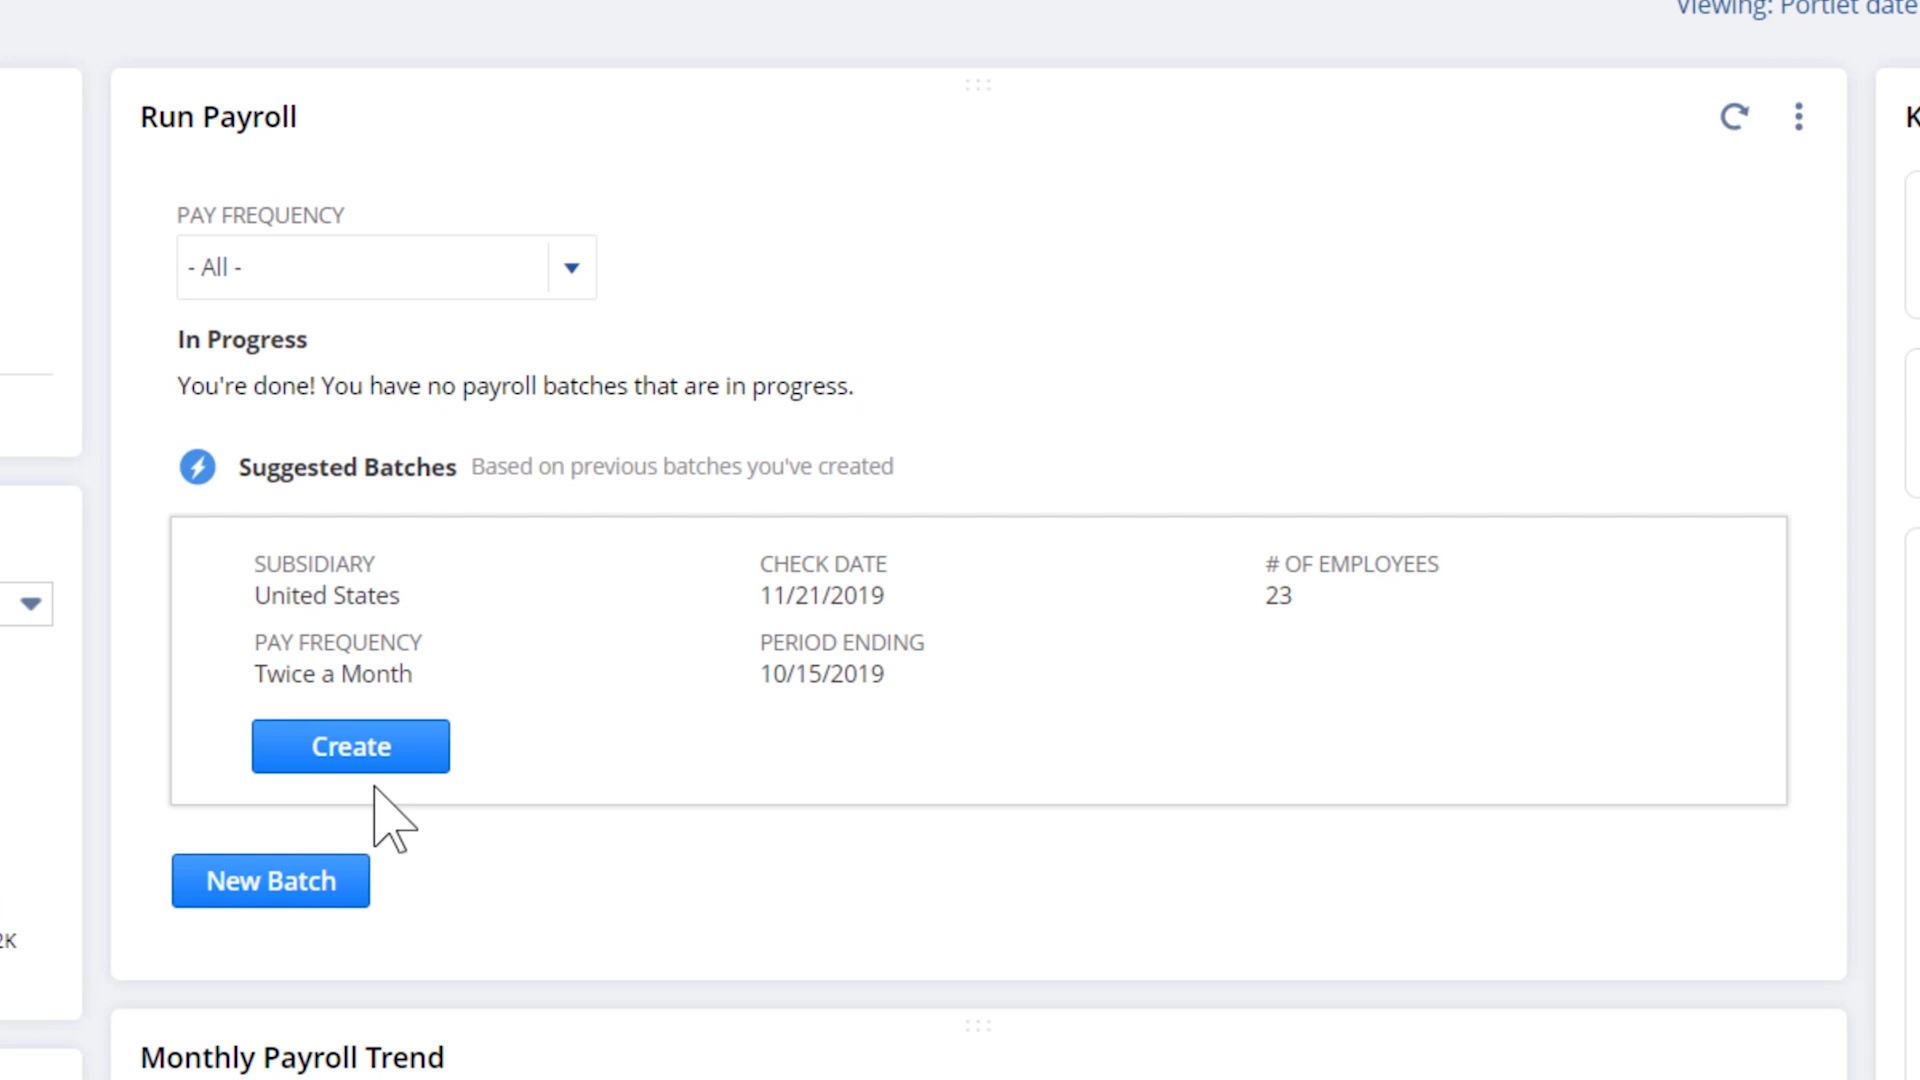 Viewing: Portlet date
Run Payroll
K
PAY FREQUENCY
- All -
In Progress
You're done! You have no payroll batches that are in progress.
Suggested Batches Based on previous batches you've created
SUBSIDIARY CHECK DATE # OF EMPLOYEES
United States 11/21/2019 23
PAY FREQUENCY PERIOD ENDING
Twice a Month 10/15/2019
Create
New Batch
2K
Monthly Payroll Trend